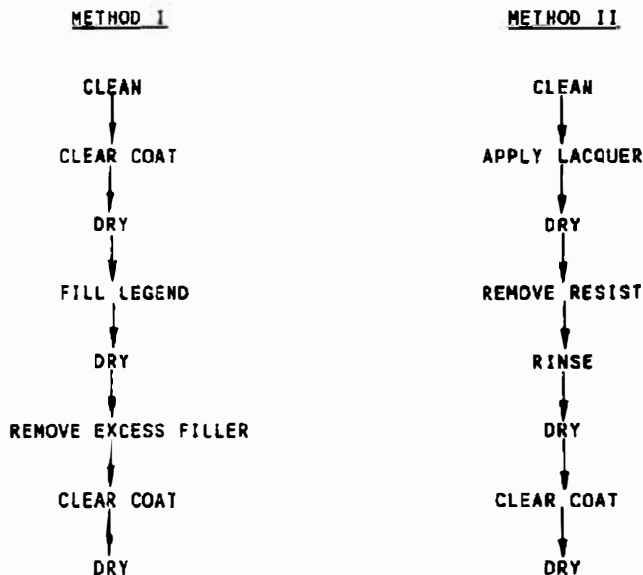 METHOD I
CLEAN
CLEAR COAT
DRY
FILL LEGEND
DRY
REMOVE EXCESS FILLER
CLEAR COAT
DRY
METHOD II
CLEAN
APPLY LACQUER
DRY
REMOVE RESIST
RINSE
DRY
CLEAR COAT
DRY